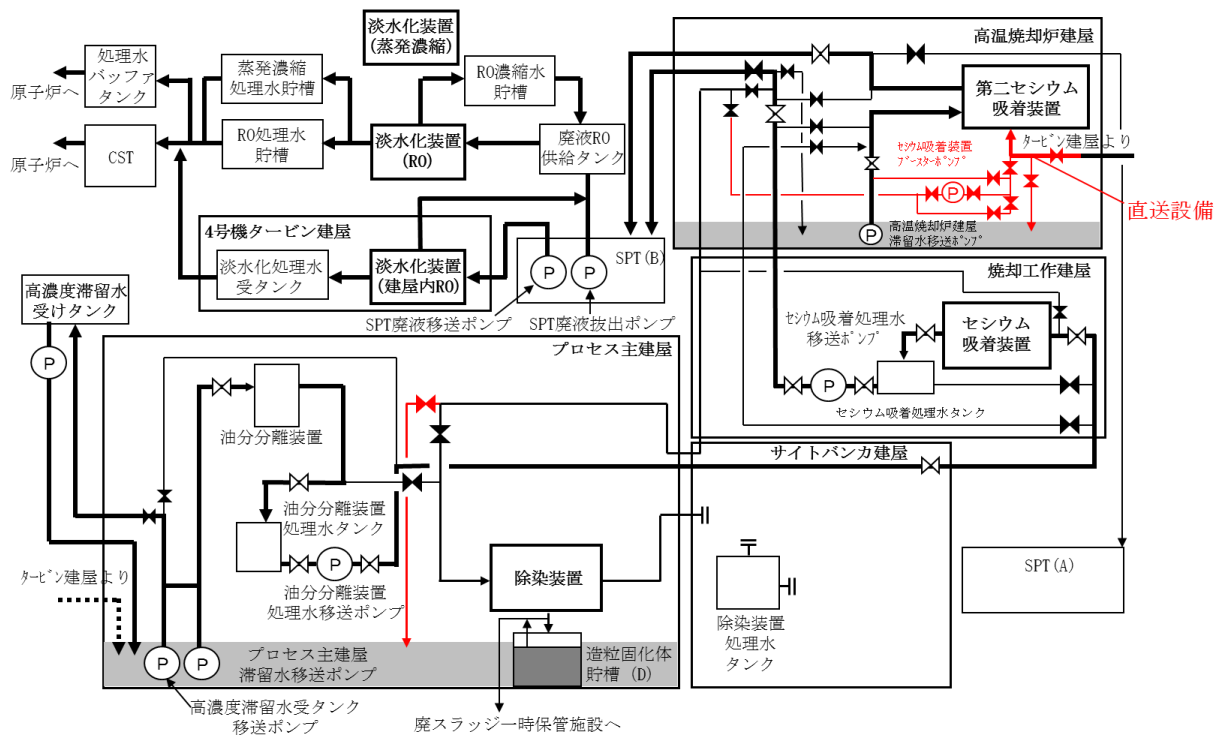 淡水化装置
(蒸発濃縮)
処理水
バッファ
タンク
原子炉へ
蒸発濃縮
処理水貯槽
RO濃縮水
貯槽
CST
原子炉へ
RO処理水
貯槽
淡水化装置
(RO)
廃液RO
供給タンク
4号機タービン建屋
淡水化処理水
受タンク
淡水化装置
(建屋内RO)
P
P
SPT(B)
SPT廃液移送ポンプ
SPT廃液抜出ポンプ
高温焼却炉建屋
第二セシウム
吸着装置
タービン建屋より
セシウム吸着装置
ブースターポンプ
P
直送設備
P
高温焼却炉建屋
滞留水移送ポンプ
焼却工作建屋
セシウム吸着処理水
移送ポンプ
セシウム
吸着装置
P
セシウム吸着処理水タンク
高濃度滞留水
受けタンク
P
プロセス主建屋
油分分離装置
油分分離装置
処理水タンク
P
油分分離装置
処理水移送ポンプ
除染装置
タービン建屋より
P
P
プロセス主建屋
滞留水移送ポンプ
造粒固化体
貯槽(D)
高濃度滞留水受タンク
移送ポンプ
廃スラッジ一時保管施設へ
サイトバンカ建屋
除染装置
処理水
タンク
SPT(A)